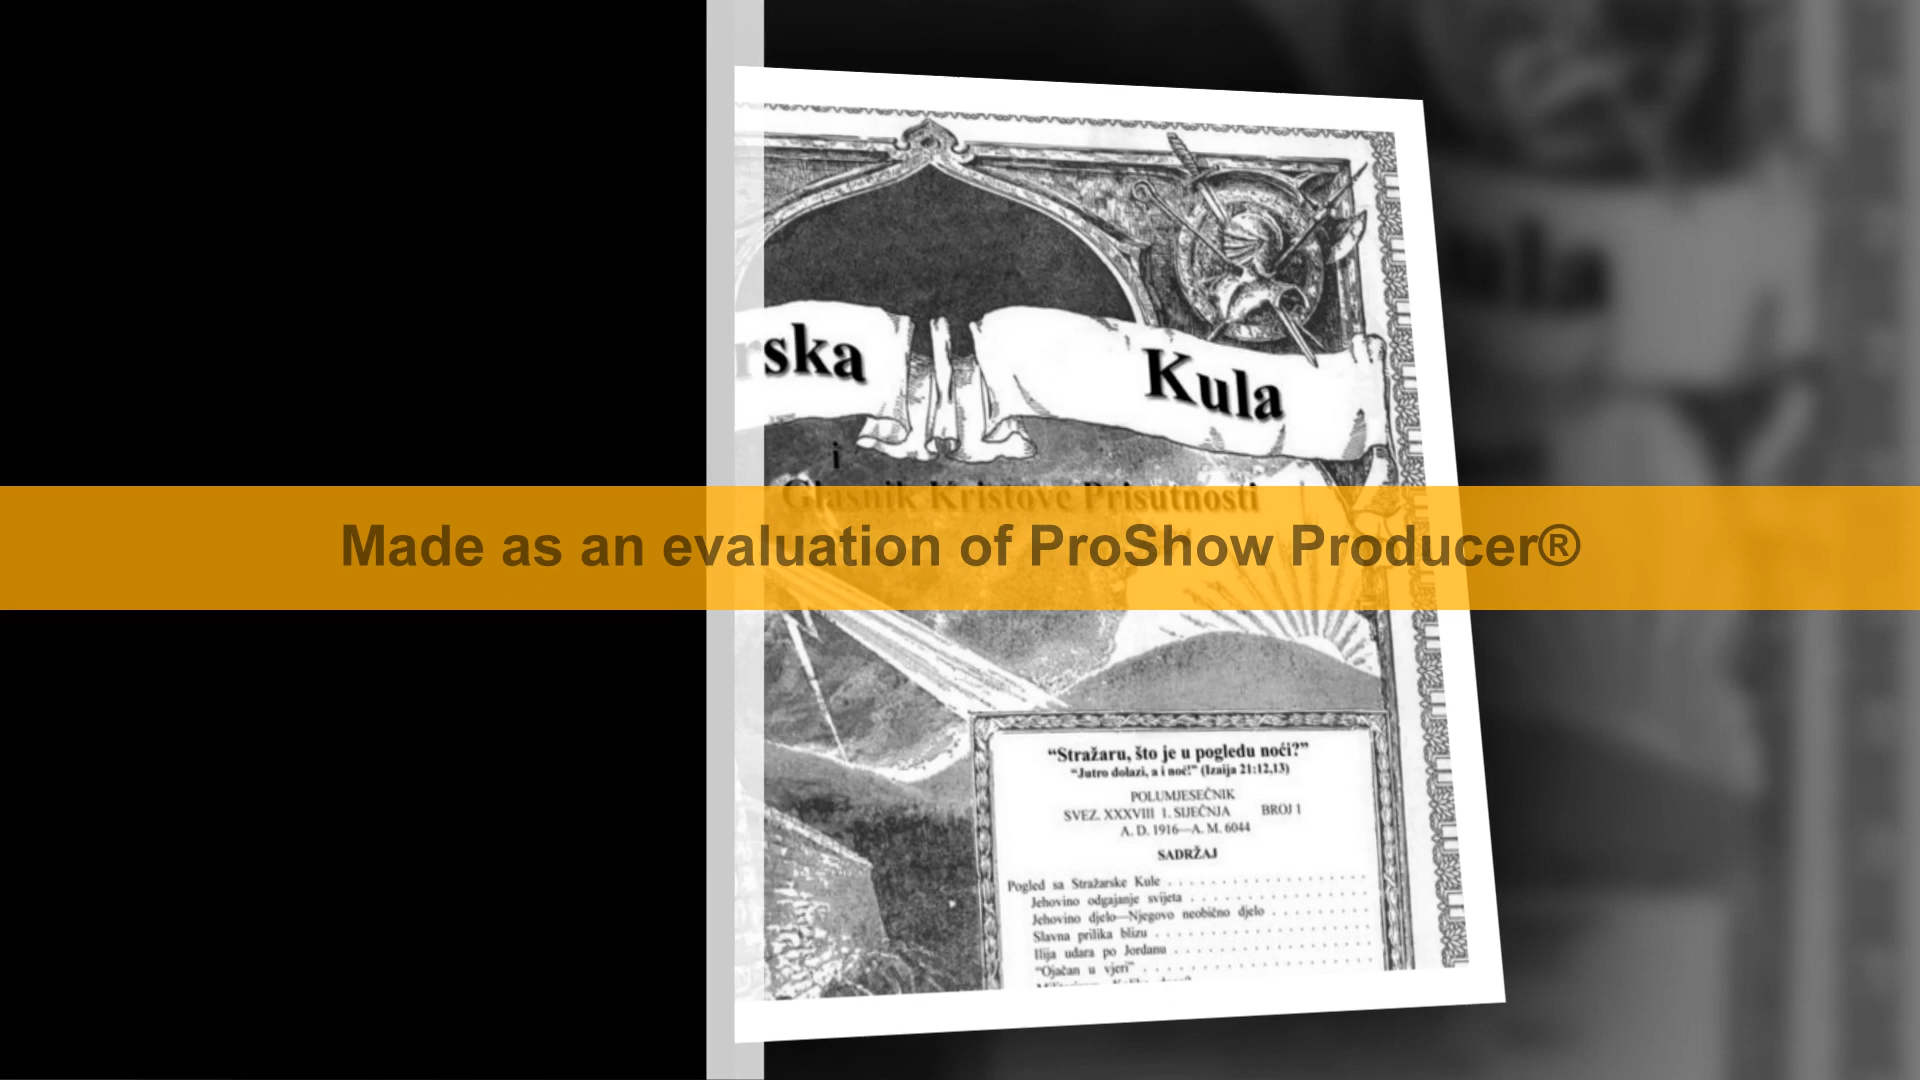 rska Kula
i
Glasnik Kristove Prisutnosti
Made as an evaluation of ProShow Producer®
“Stražaru, što je u pogledu noći?”
“Jutro dolazi, a i noć!” (Izaija 21:12,13)
POLUMJESEČNIK
SVEZ. XXXVIII 1. SIJEČNJA BROJ 1
A. D. 1916—A. M. 6044
SADRŽAJ
Pogled sa Stražarske Kule . . . . . . . . . . . . . . . . . .
Jehovino odgajanje svijeta . . . . . . . . . . . . . . . .
Jehovino djelo—Njegovo neobično djelo . . . . . . . .
Slavna prilika blizu . . . . . . . . . . . . . . . . . . .
Ilija udara po Jordanu . . . . . . . . . . . . . . . . .
“Ojačan u vjeri” . . . . . . . . . . . . . . . . . . .